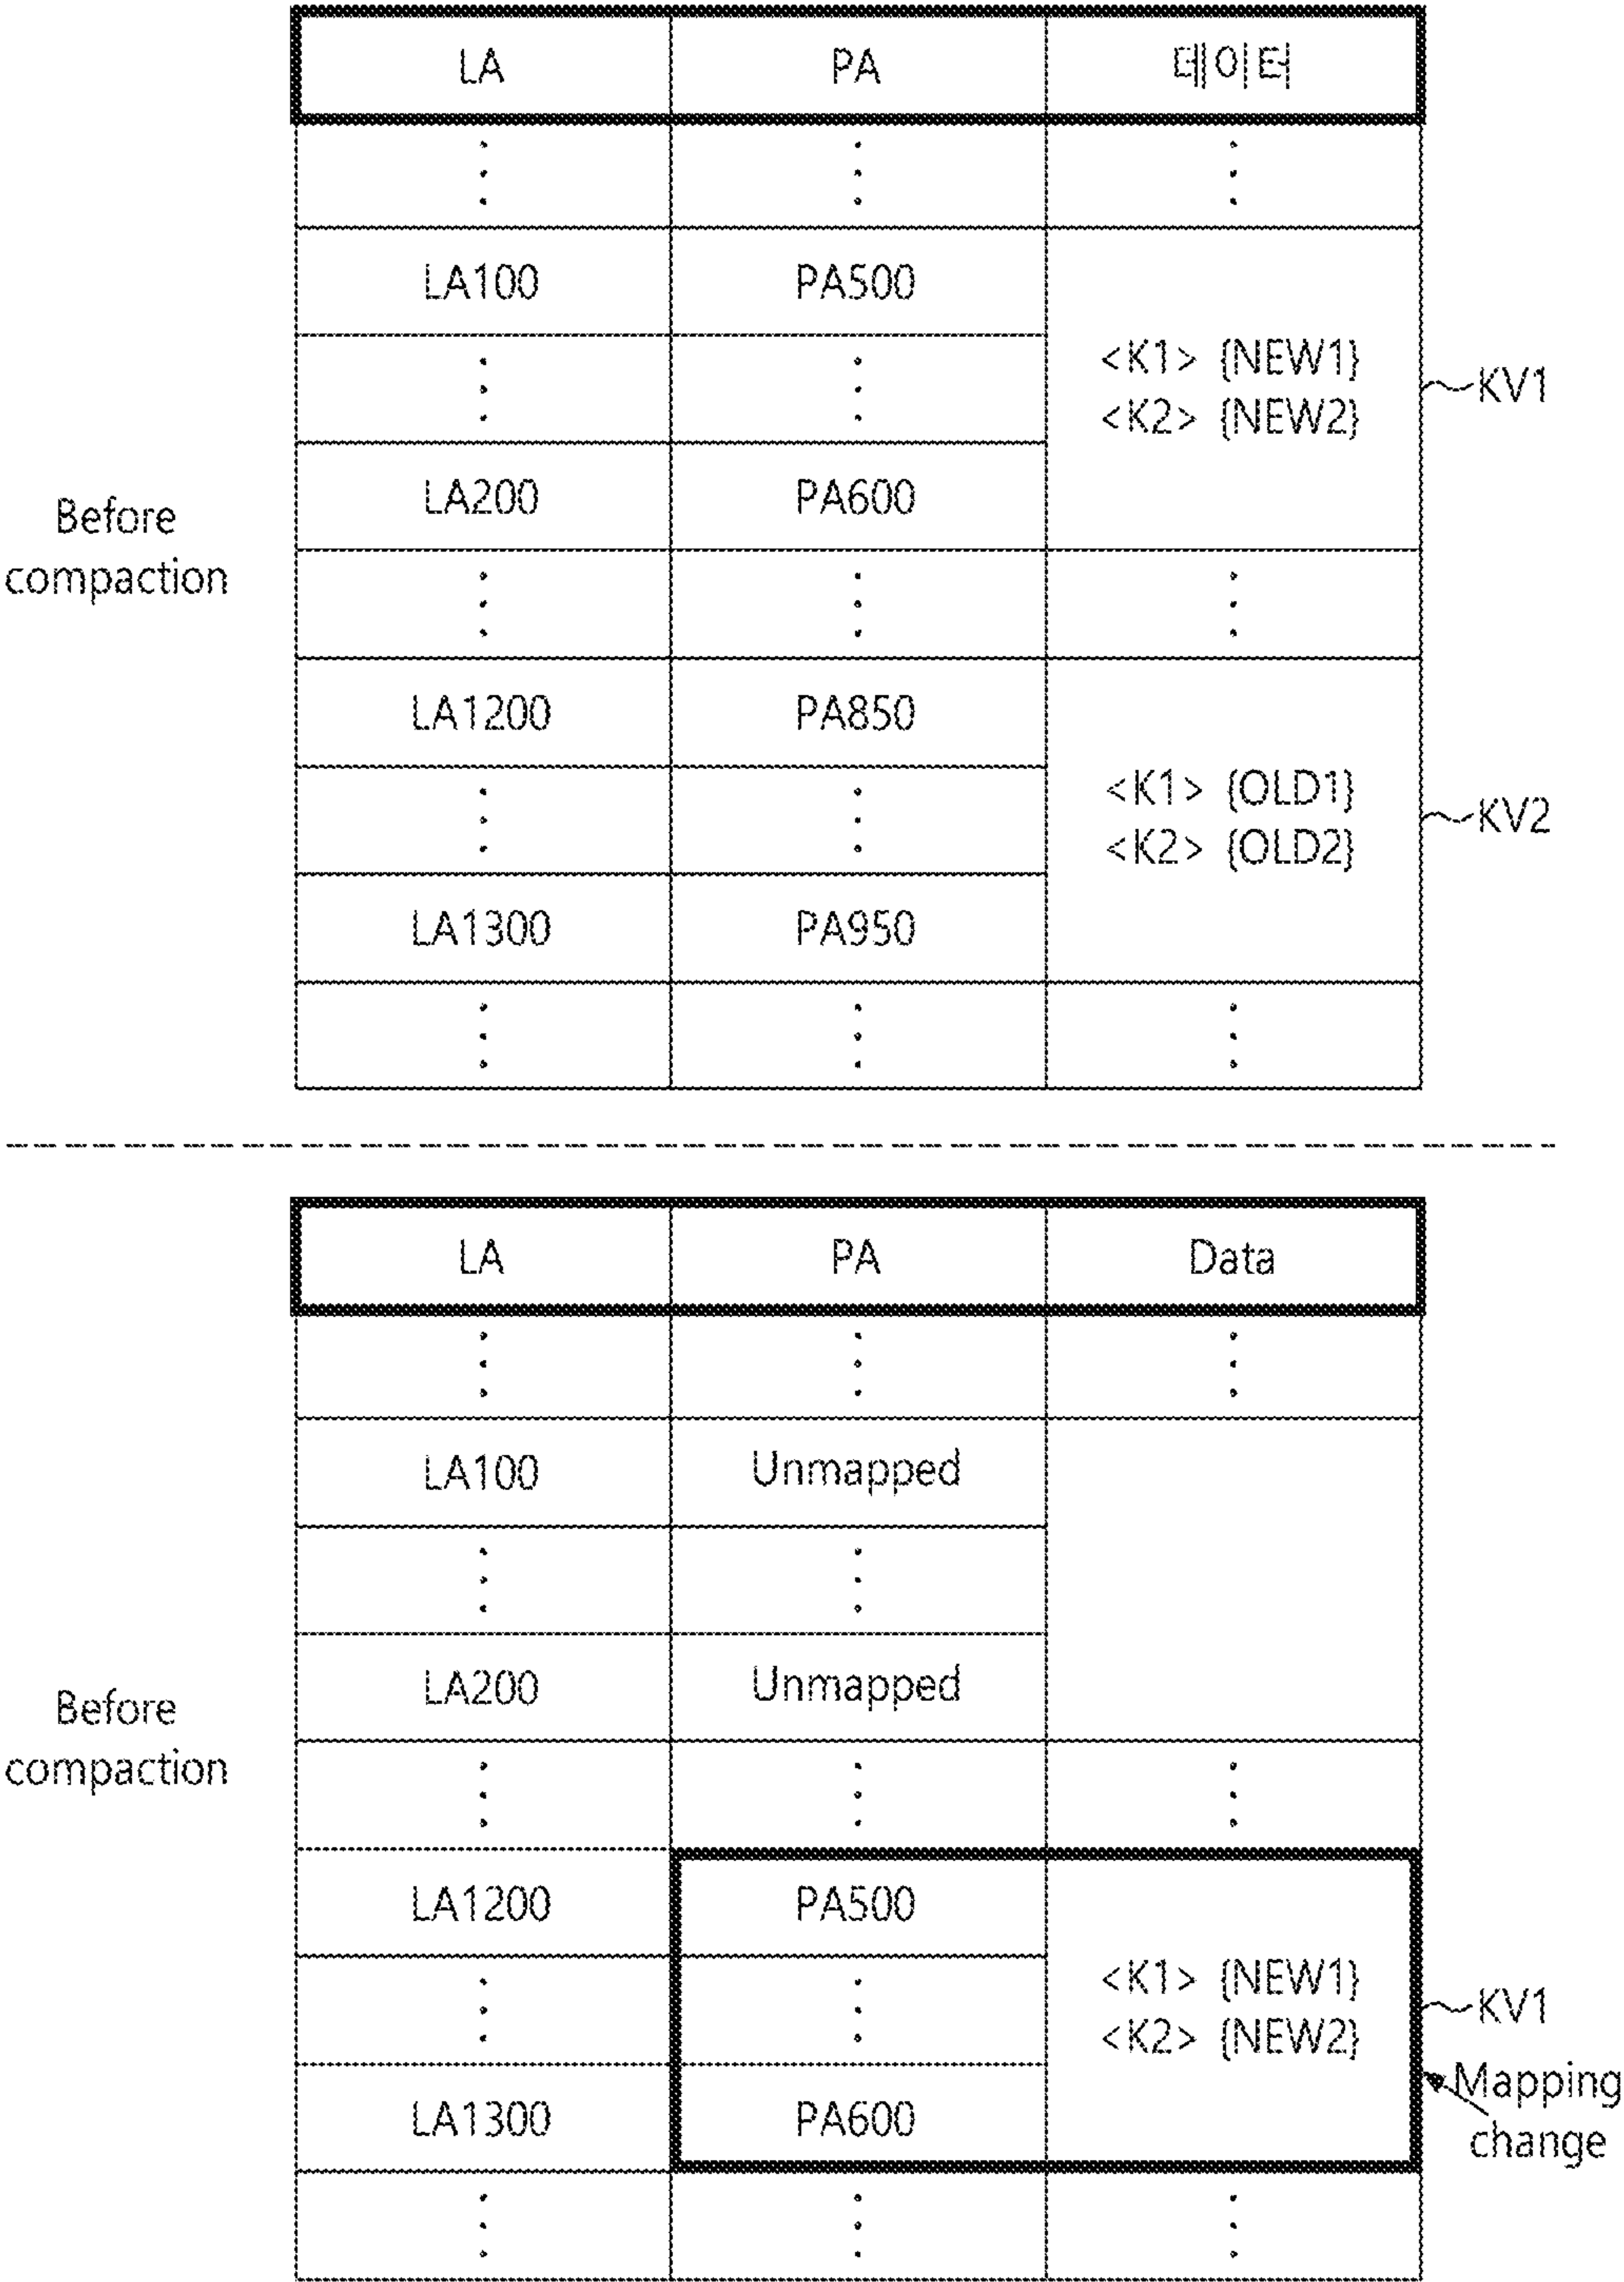 LA PA 데이터
LA100 PA500
<K1> {NEW1}
<K2> {NEW2}
KV1
LA200 PA600
Before
compaction
LA1200 PA850
<K1> {OLD1}
<K2> {OLD2}
KV2
LA1300 PA950
LA PA Data
LA100 Unmapped
LA200 Unmapped
Before
compaction
LA1200 PA500
<K1> {NEW1}
<K2> {NEW2}
KV1
LA1300 PA600
Mapping
change